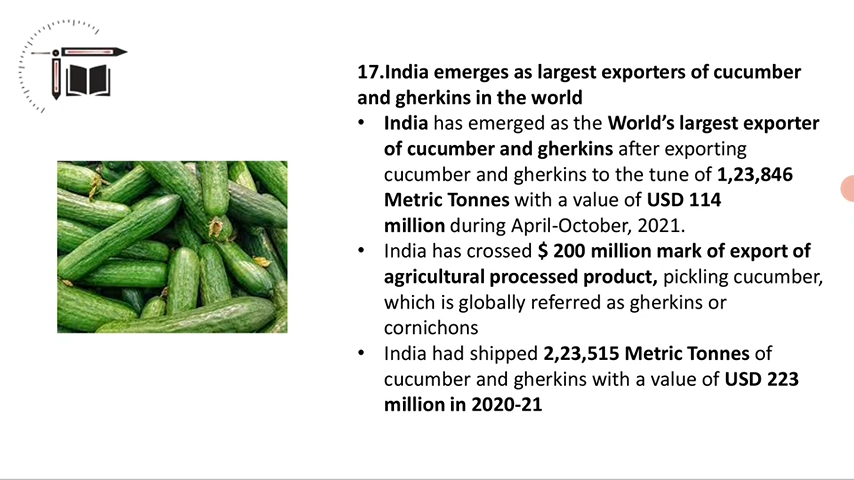 17.India emerges as largest exporters of cucumber
and gherkins in the world
• India has emerged as the World’s largest exporter
of cucumber and gherkins after exporting
cucumber and gherkins to the tune of 1,23,846
Metric Tonnes with a value of USD 114
million during April-October, 2021.
• India has crossed $ 200 million mark of export of
agricultural processed product, pickling cucumber,
which is globally referred as gherkins or
cornichons
• India had shipped 2,23,515 Metric Tonnes of
cucumber and gherkins with a value of USD 223
million in 2020-21